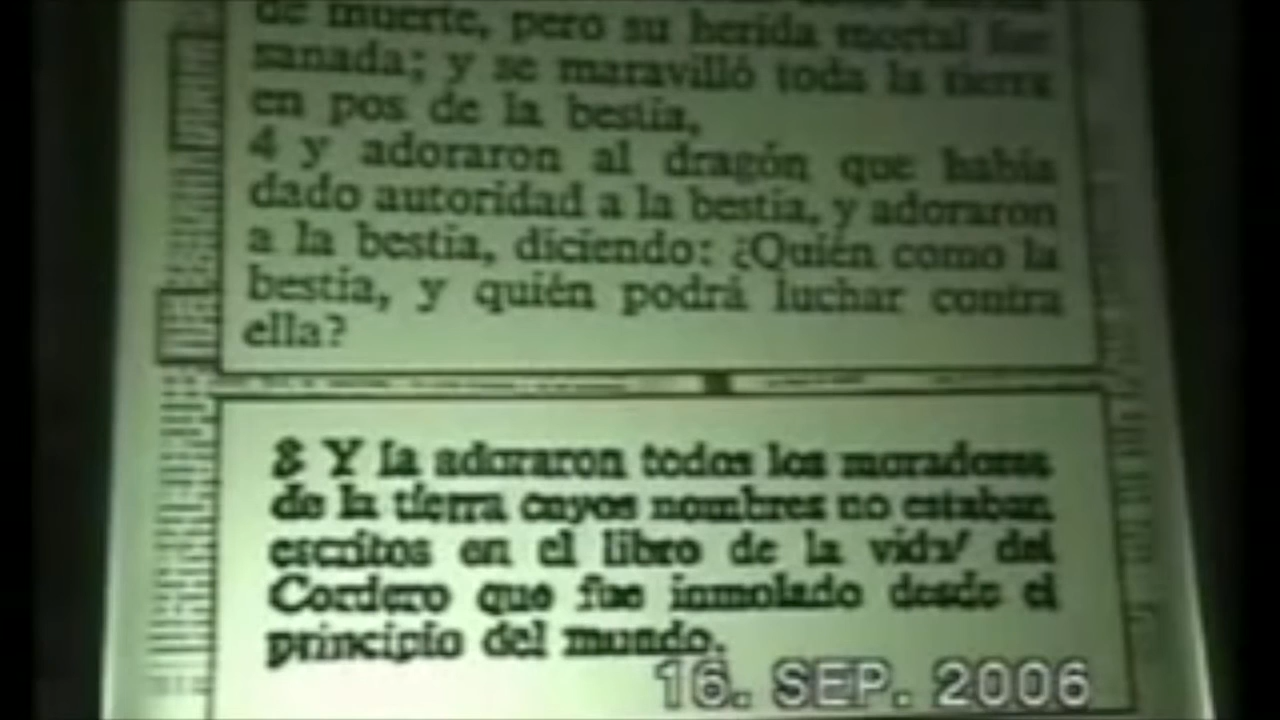 de muerte, pero su herida mortal fue
sanada; y se maravilló toda la tierra
en pos de la bestia,
4 y adoraron al dragón que había
dado autoridad a la bestia, y adoraron
a la bestia, diciendo: ¿Quién como la
bestia, y quién podrá luchar contra
ella?
8 Y la adoraron todos los moradores
de la tierra cuyos nombres no estaban
escritos en el libro de la vida del
Cordero que fue inmolado desde el
principio del mundo.
16. SEP. 2006